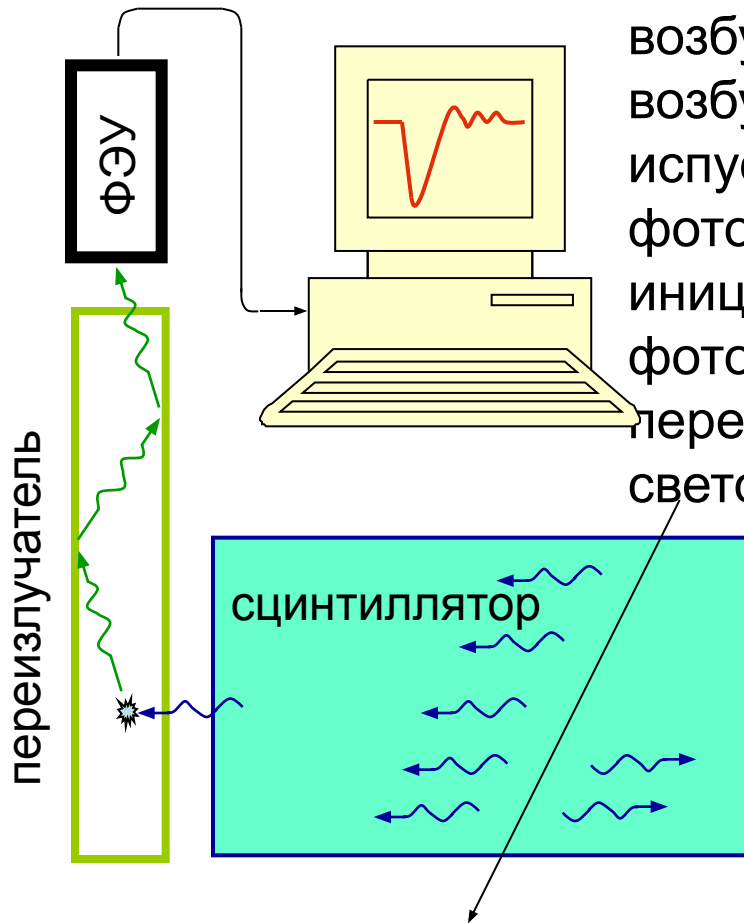 ФЭУ
переизлучатель
сцинтиллятор
возбу
возбу
испус
фото
иниц
фото
пере
свето